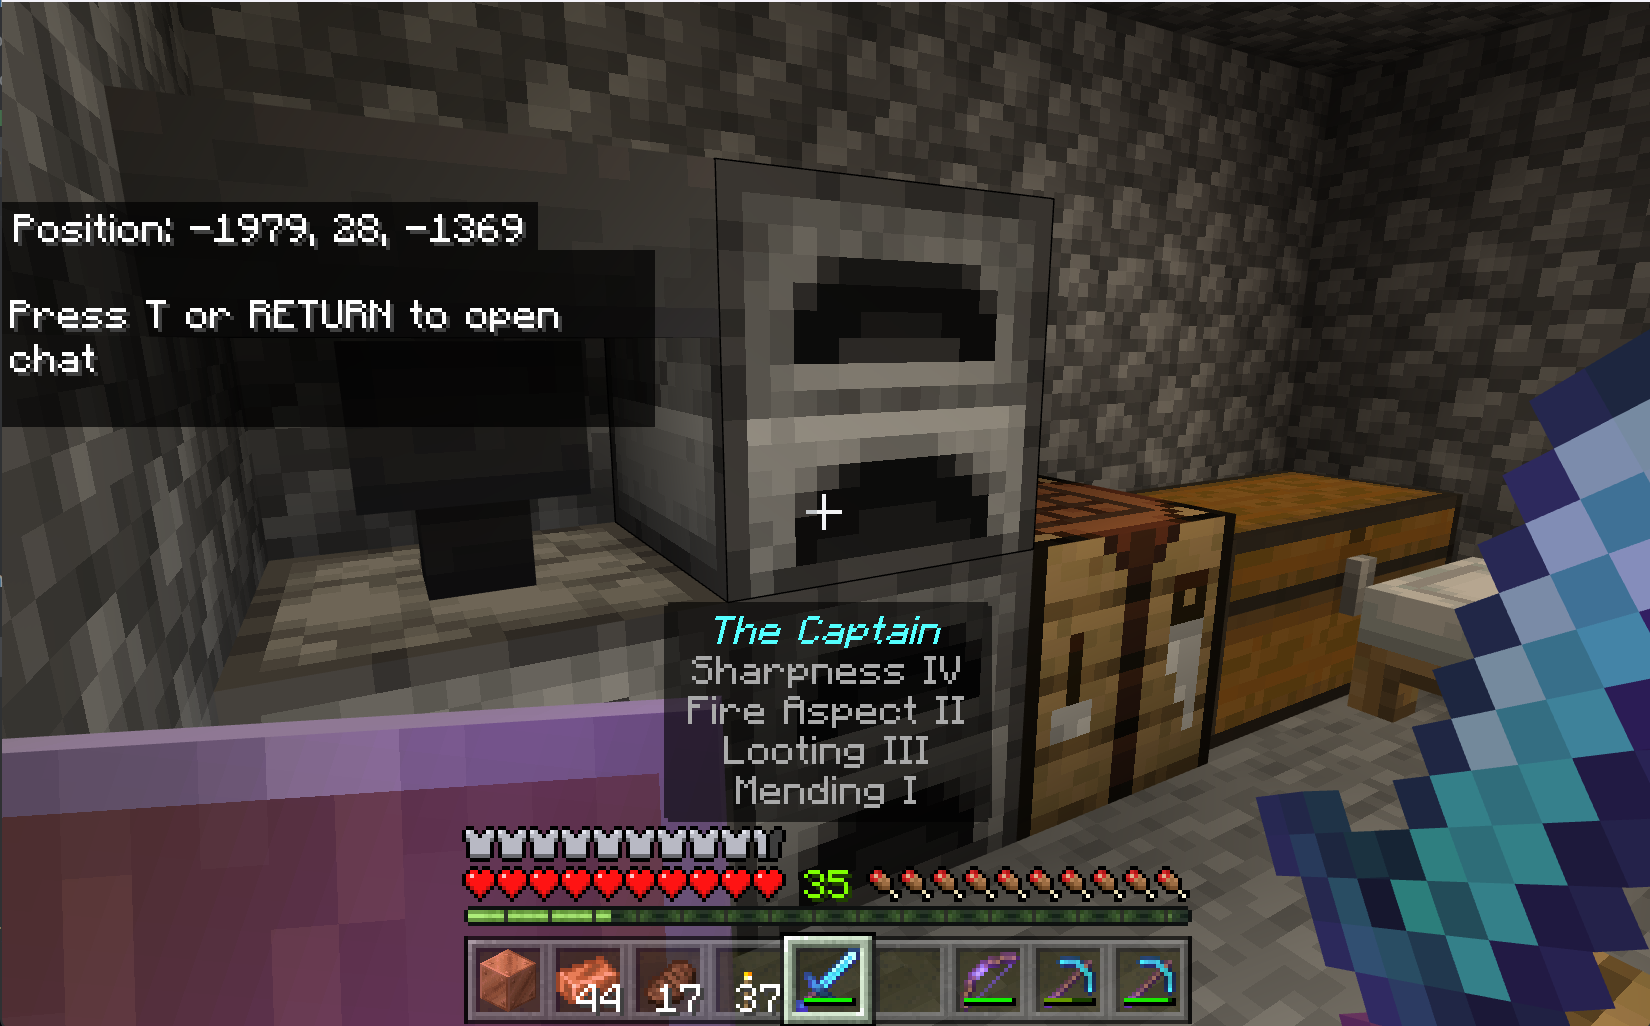 Position: -1979, 28, -1369
Press T or RETURN to open
chat
The Captain
Sharpness IV
Fire Aspect II
Looting III
Mending I
35
44
17
37